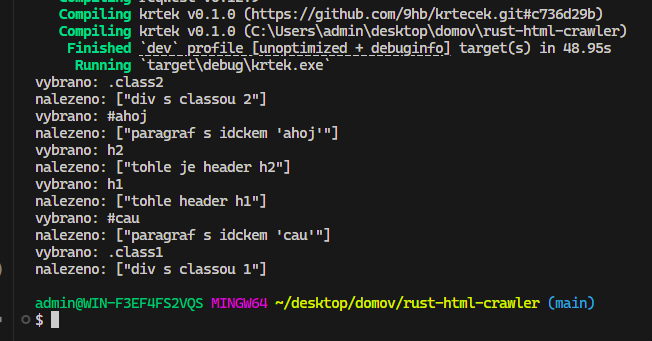 Compiling krtek v0.1.0 (https://github.com/9hb/krtecek.git#c736d29b)
Compiling krtek v0.1.0 (C:\Users\admin\desktop\domov\rust-html-crawler)
Finished `dev` profile [unoptimized + debuginfo] target(s) in 48.95s
Running `target\debug\krtek.exe`
vybrano: .class2
nalezeno: ["div s classou 2"]
vybrano: #ahoj
nalezeno: ["paragraf s idckem 'ahoj'"]
vybrano: h2
nalezeno: ["tohle je header h2"]
vybrano: h1
nalezeno: ["tohle header h1"]
vybrano: #cau
nalezeno: ["paragraf s idckem 'cau'"]
vybrano: .class1
nalezeno: ["div s classou 1"]
admin@WIN-F3EF4FS2VQS MINGW64 ~/desktop/domov/rust-html-crawler (main)
$